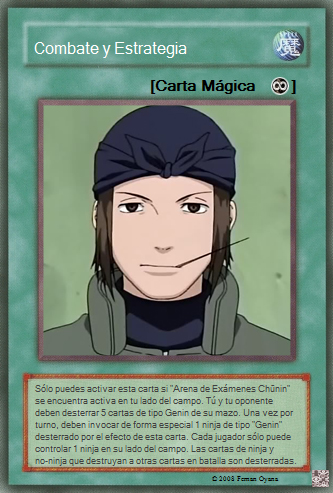 Combate y Estrategia
魔
[Carta Mágica ]
Sólo puedes activar esta carta si "Arena de Exámenes Chūnin"
se encuentra activa en tu lado del campo. Tú y tu oponente
deben desterrar 5 cartas de tipo Genin de su mazo. Una vez por
turno, deben invocar de forma especial 1 ninja de tipo "Genin"
desterrado por el efecto de esta carta. Cada jugador sólo puede
controlar 1 ninja en su lado del campo. Las cartas de ninja y
no-ninja que destruyan a otras cartas en batalla son desterradas.
©2008 Ferran Oyana